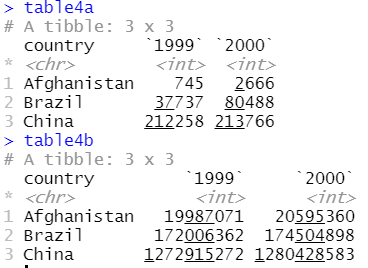 > table4a
# A tibble: 3 x 3
  country     `1999` `2000`
* <chr>        <int>  <int>
1 Afghanistan    745   2666
2 Brazil       37737  80488
3 China       212258 213766
> table4b
# A tibble: 3 x 3
  country         `1999`     `2000`
* <chr>            <int>      <int>
1 Afghanistan   19987071   20595360
2 Brazil       172006362  174504898
3 China       1272915272 1280428583